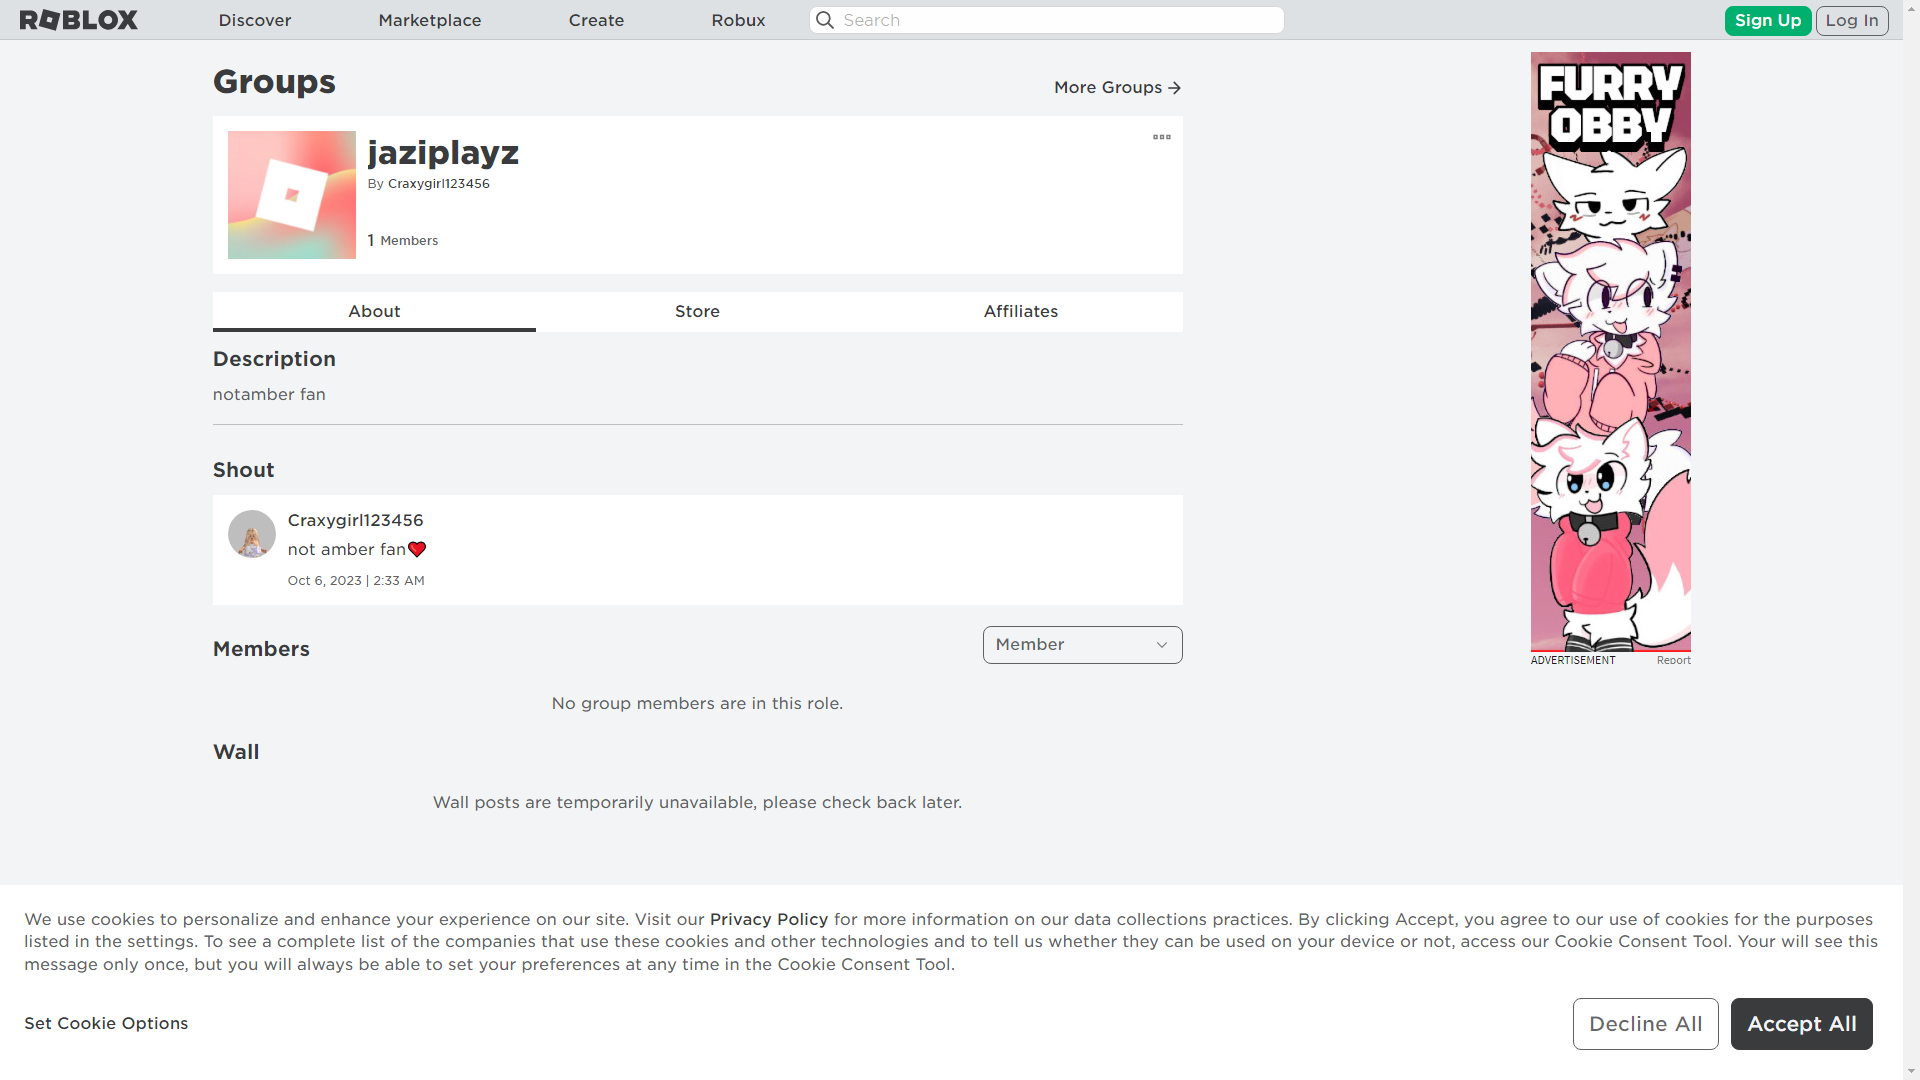 ROBLOX
Discover
Marketplace
Create
Robux
Search
Sign Up
Log In
Groups
More Groups
jaziplayz
By Craxygirl123456
1 Members
About
Store
Affiliates
Description
notamber fan
Shout
Craxygirl123456
not amber fan❤️
Oct 6, 2023 | 2:33 AM
Members
Member
No group members are in this role.
Wall
Wall posts are temporarily unavailable, please check back later.
FURRY
OBBY
ADVERTISEMENT
Report
We use cookies to personalize and enhance your experience on our site. Visit our Privacy Policy for more information on our data collections practices. By clicking Accept, you agree to our use of cookies for the purposes
listed in the settings. To see a complete list of the companies that use these cookies and other technologies and to tell us whether they can be used on your device or not, access our Cookie Consent Tool. Your will see this
message only once, but you will always be able to set your preferences at any time in the Cookie Consent Tool.
Set Cookie Options
Decline All
Accept All